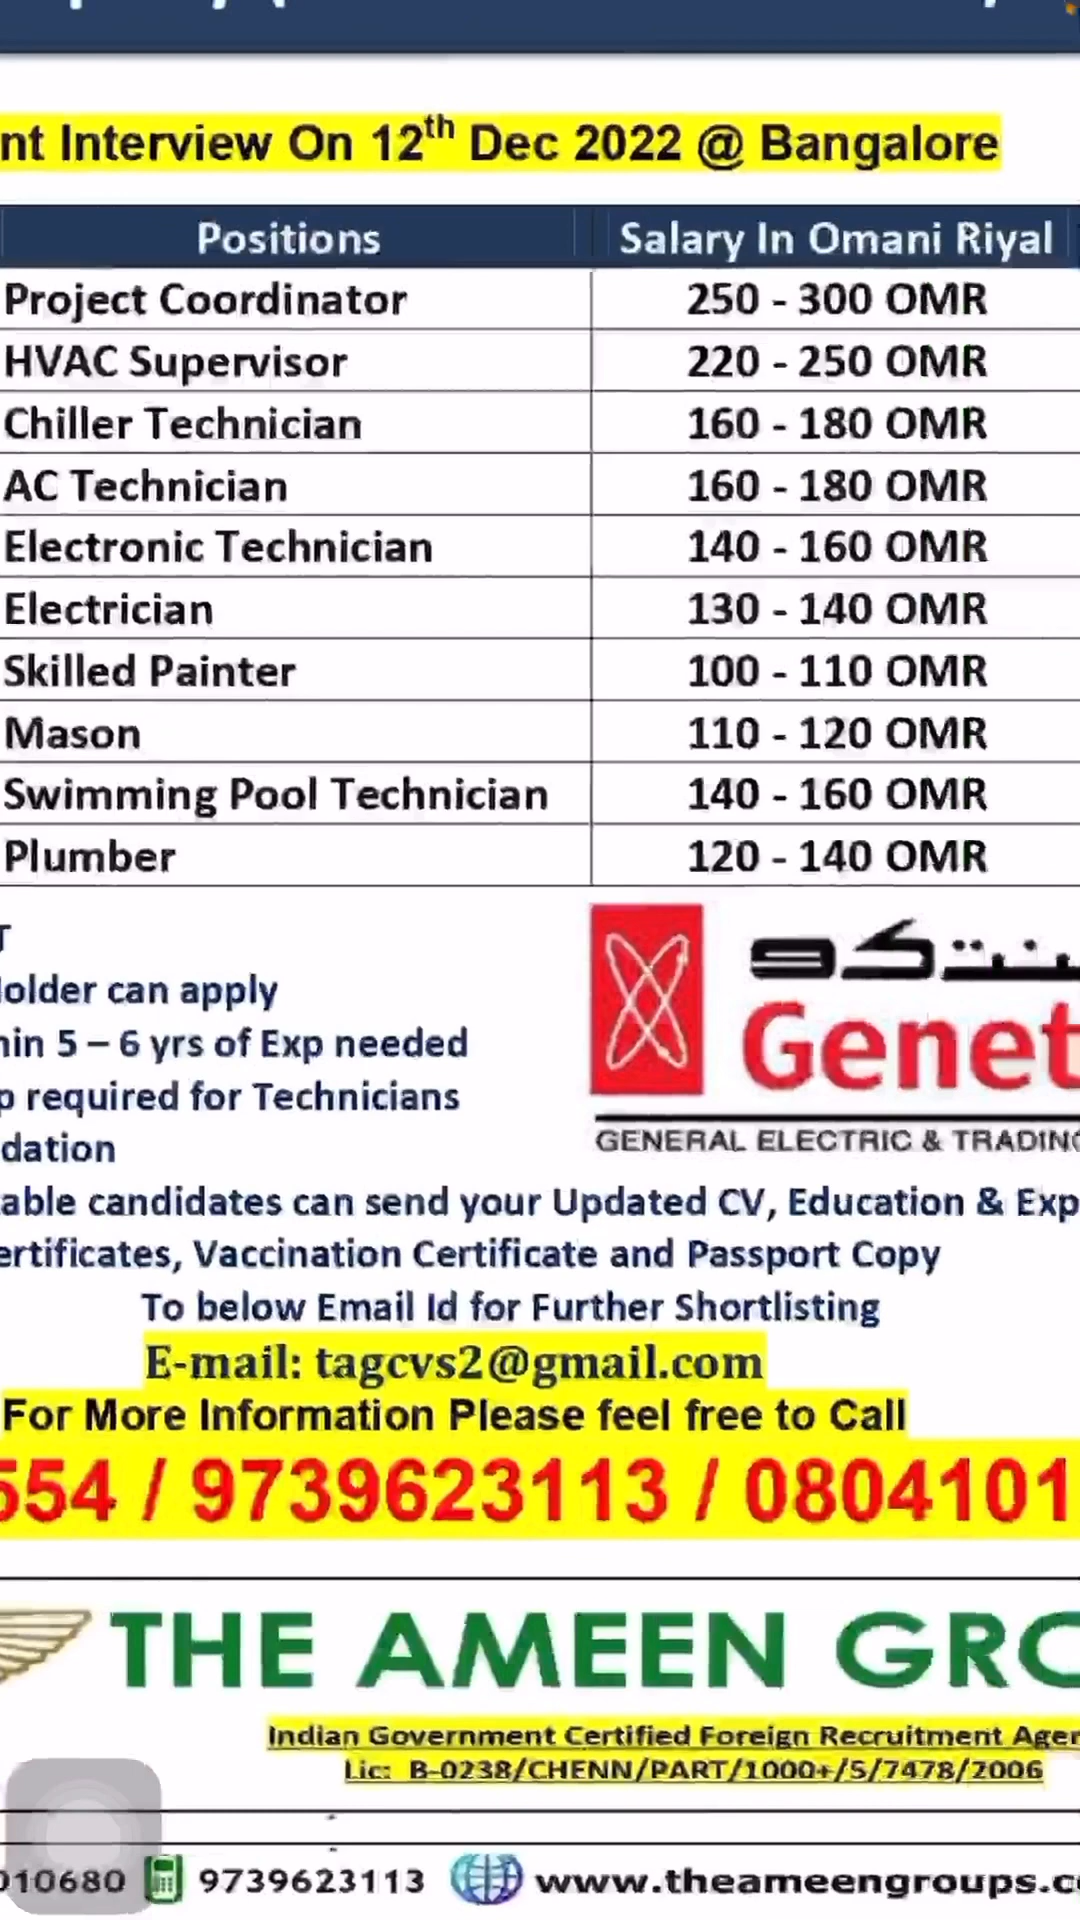 nt Interview On 12th Dec 2022 @ Bangalore
Positions Salary In Omani Riyal
Project Coordinator 250 - 300 OMR
HVAC Supervisor 220 - 250 OMR
Chiller Technician 160 - 180 OMR
AC Technician 160 - 180 OMR
Electronic Technician 140 - 160 OMR
Electrician 130 - 140 OMR
Skilled Painter 100 - 110 OMR
Mason 110 - 120 OMR
Swimming Pool Technician 140 - 160 OMR
Plumber 120 - 140 OMR
T
older can apply
in 5 – 6 yrs of Exp needed
p required for Technicians
dation
Genet
GENERAL ELECTRIC & TRADING
able candidates can send your Updated CV, Education & Exp
ertificates, Vaccination Certificate and Passport Copy
To below Email Id for Further Shortlisting
E-mail: tagcvs2@gmail.com
For More Information Please feel free to Call
554 / 9739623113 / 0804101
THE AMEEN GRO
Indian Government Certified Foreign Recruitment Agen
Lic: B-0238/CHENN/PART/1000+/5/7478/2006
010680 9739623113 www.theameengroups.c